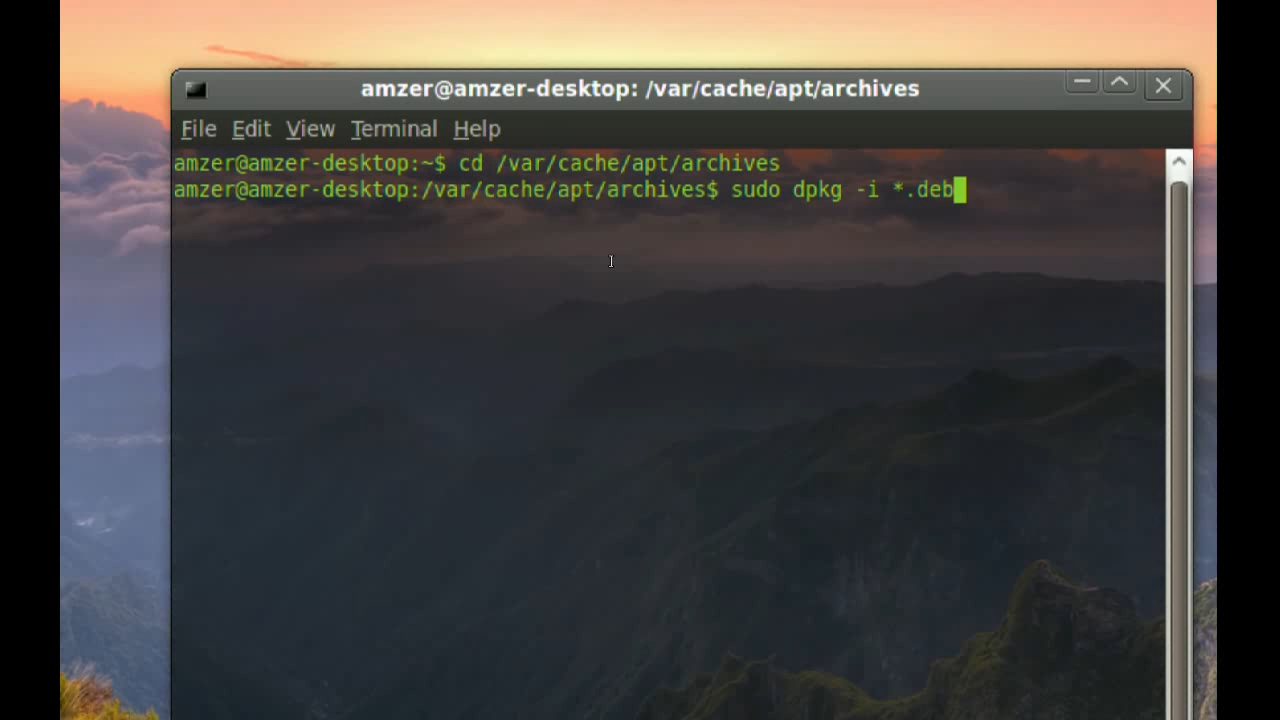 amzer@amzer-desktop: /var/cache/apt/archives
File Edit View Terminal Help
amzer@amzer-desktop:~$ cd /var/cache/apt/archives
amzer@amzer-desktop:/var/cache/apt/archives$ sudo dpkg -i *.deb